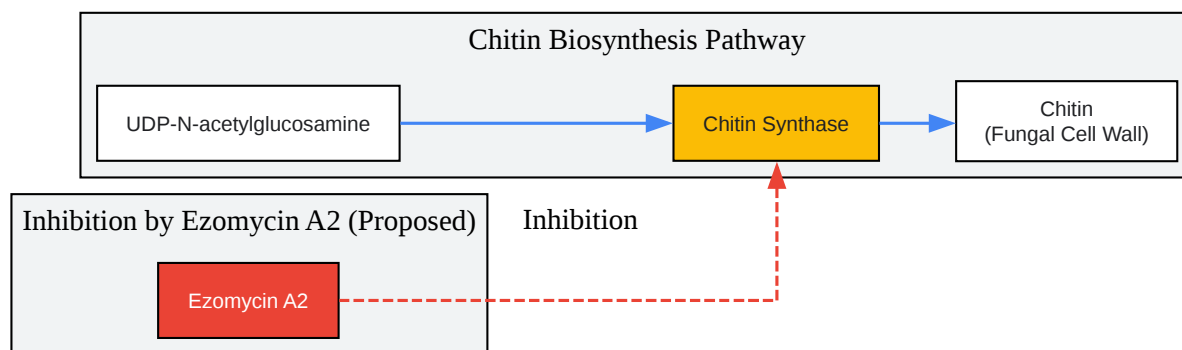 Chitin Biosynthesis Pathway
UDP-N-acetylglucosamine
Chitin Synthase
Chitin
(Fungal Cell Wall)
Inhibition by Ezomycin A2 (Proposed)
Inhibition
Ezomycin A2